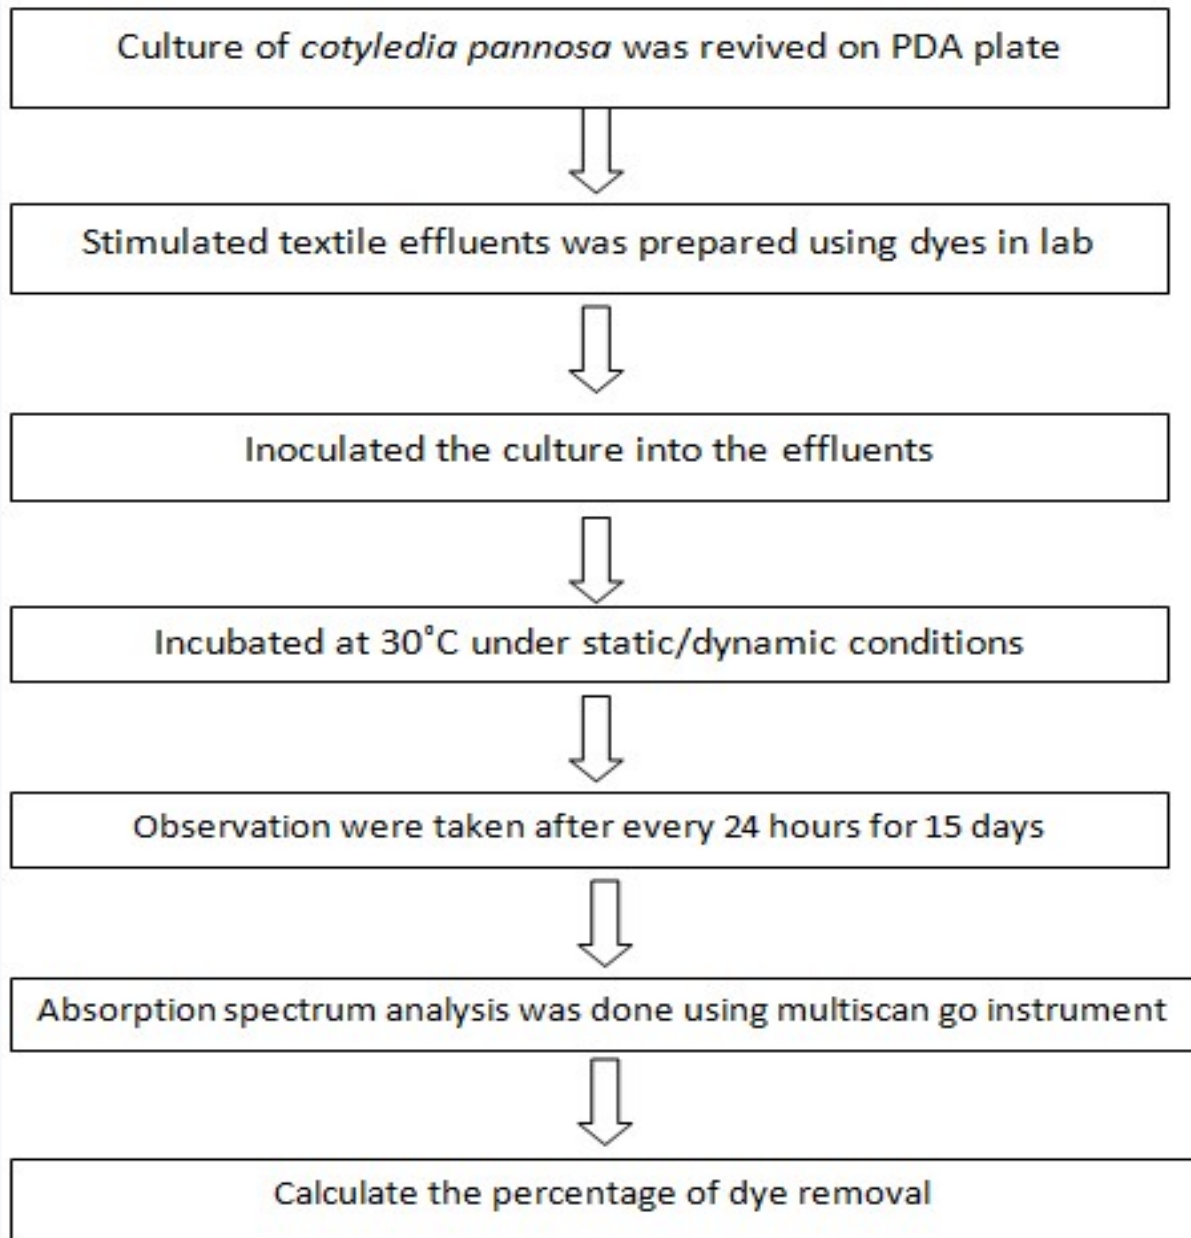 Culture of cotyledia pannosa was revived on PDA plate
Stimulated textile effluents was prepared using dyes in lab
Inoculated the culture into the effluents
Incubated at 30˚C under static/dynamic conditions
Observation were taken after every 24 hours for 15 days
Absorption spectrum analysis was done using multiscan go instrument
Calculate the percentage of dye removal